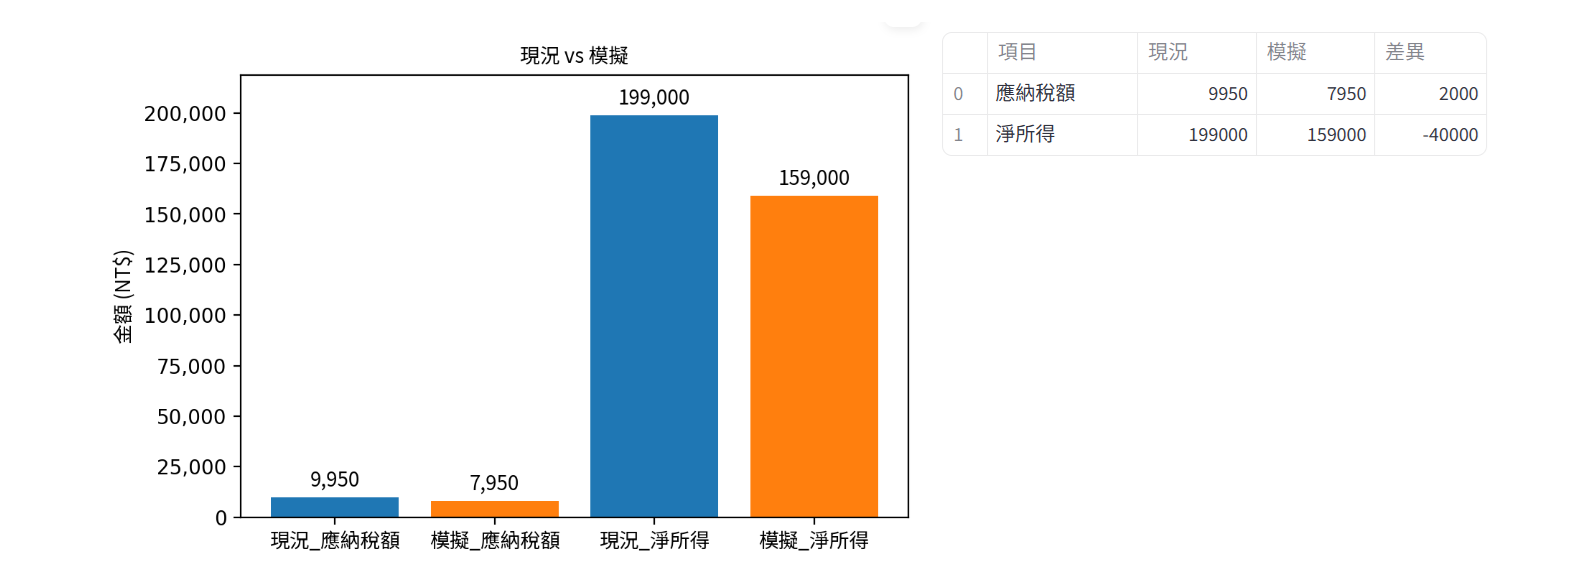 現況 vs 模擬
金額 (NT$)
200,000
175,000
150,000
125,000
100,000
75,000
50,000
25,000
0
9,950
7,950
199,000
159,000
現況_應納稅額 模擬_應納稅額 現況_淨所得 模擬_淨所得
項目 現況 模擬 差異
0 應納稅額 9950 7950 2000
1 淨所得 199000 159000 -40000